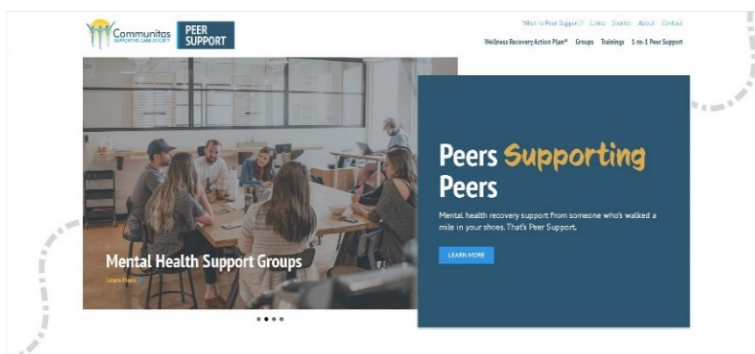 Communitas
SUPPORTIVE CARE SOCIETY
PEER
SUPPORT
What is Peer Support? Links Stories About Contact
Wellness Recovery Action Plan® Groups Trainings 1-to-1 Peer Support
Peers Supporting
Peers
Mental health recovery support from someone who's walked a
mile in your shoes. That's Peer Support.
LEARN MORE
Mental Health Support Groups
Learn More